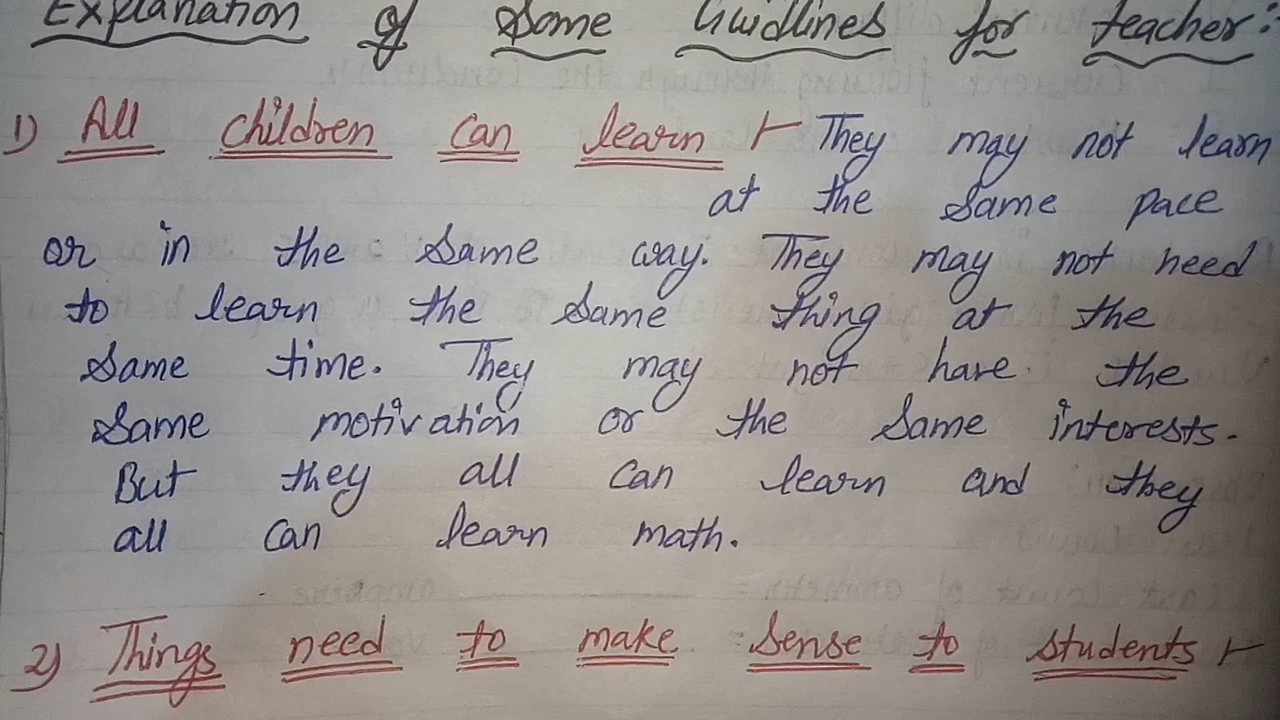 Explanation of Some Guidlines for teacher:
1) All children can learn :- They may not learn
at the same pace
or in the same way. They may not need
to learn the same thing at the
same time. They may not have the
same motivation or the same interests.
But they all can learn and they
all can learn math.
2) Things need to make sense to students :-